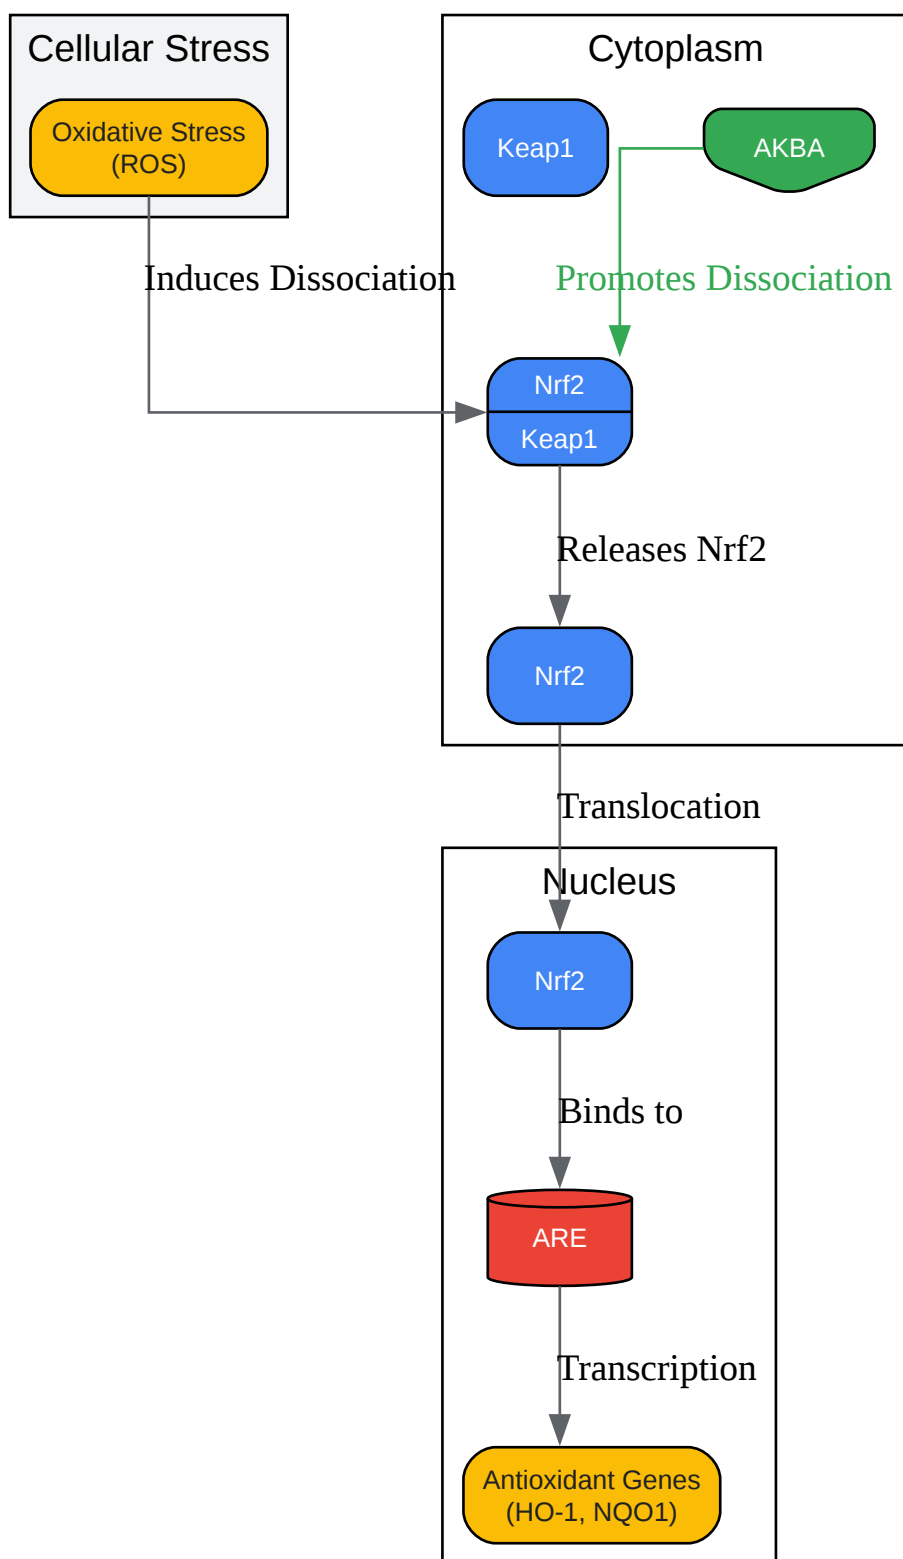 Cellular Stress
Oxidative Stress
(ROS)
Cytoplasm
Keap1
AKBA
Induces Dissociation
Promotes Dissociation
Nrf2
Keap1
Releases Nrf2
Nrf2
Translocation
Nucleus
Nrf2
Binds to
ARE
Transcription
Antioxidant Genes
(HO-1, NQO1)